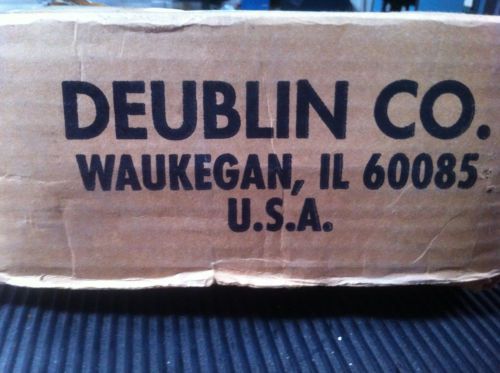 DEUBLIN CO.
WAUKEGAN, IL 60085
U.S.A.